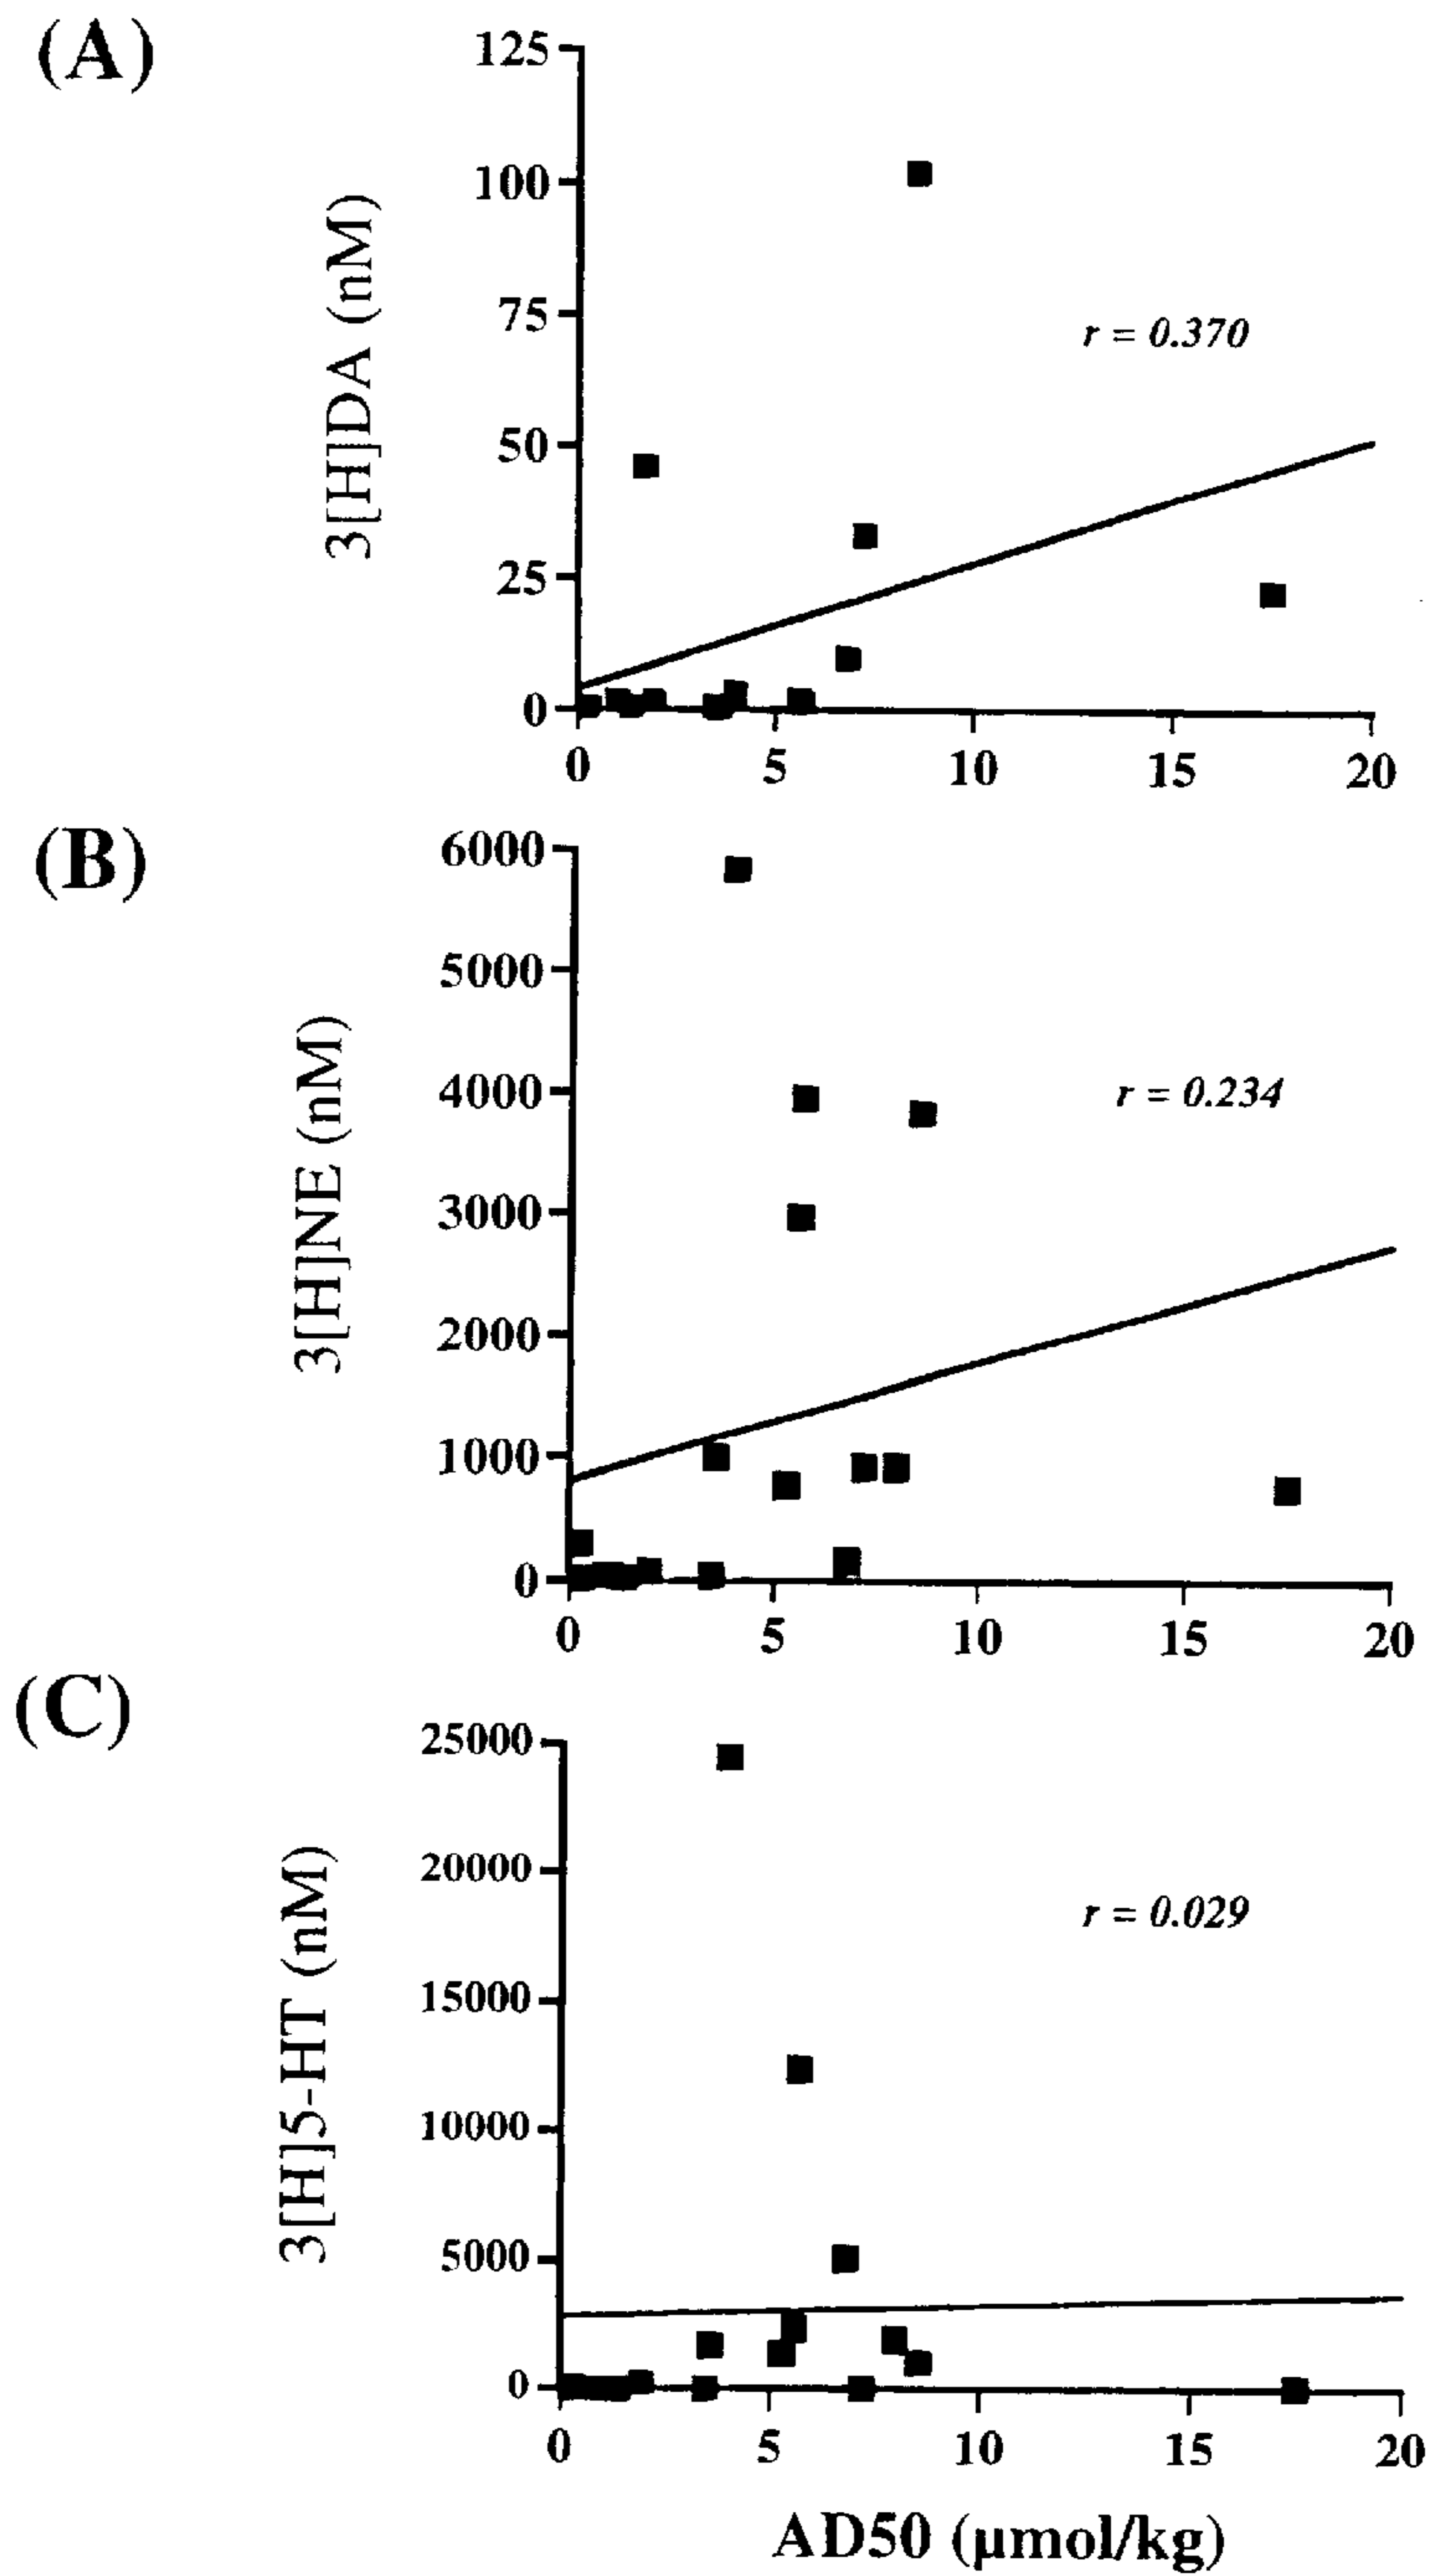 (A)
125
100
75
50
25
0
3[H]DA (nM)
r = 0.370
0 5 10 15 20
(B)
6000
5000
4000
3000
2000
1000
0
3[H]NE (nM)
r = 0.234
0 5 10 15 20
(C)
25000
20000
15000
10000
5000
0
3[H]5-HT (nM)
r = 0.029
0 5 10 15 20
AD50 (μmol/kg)